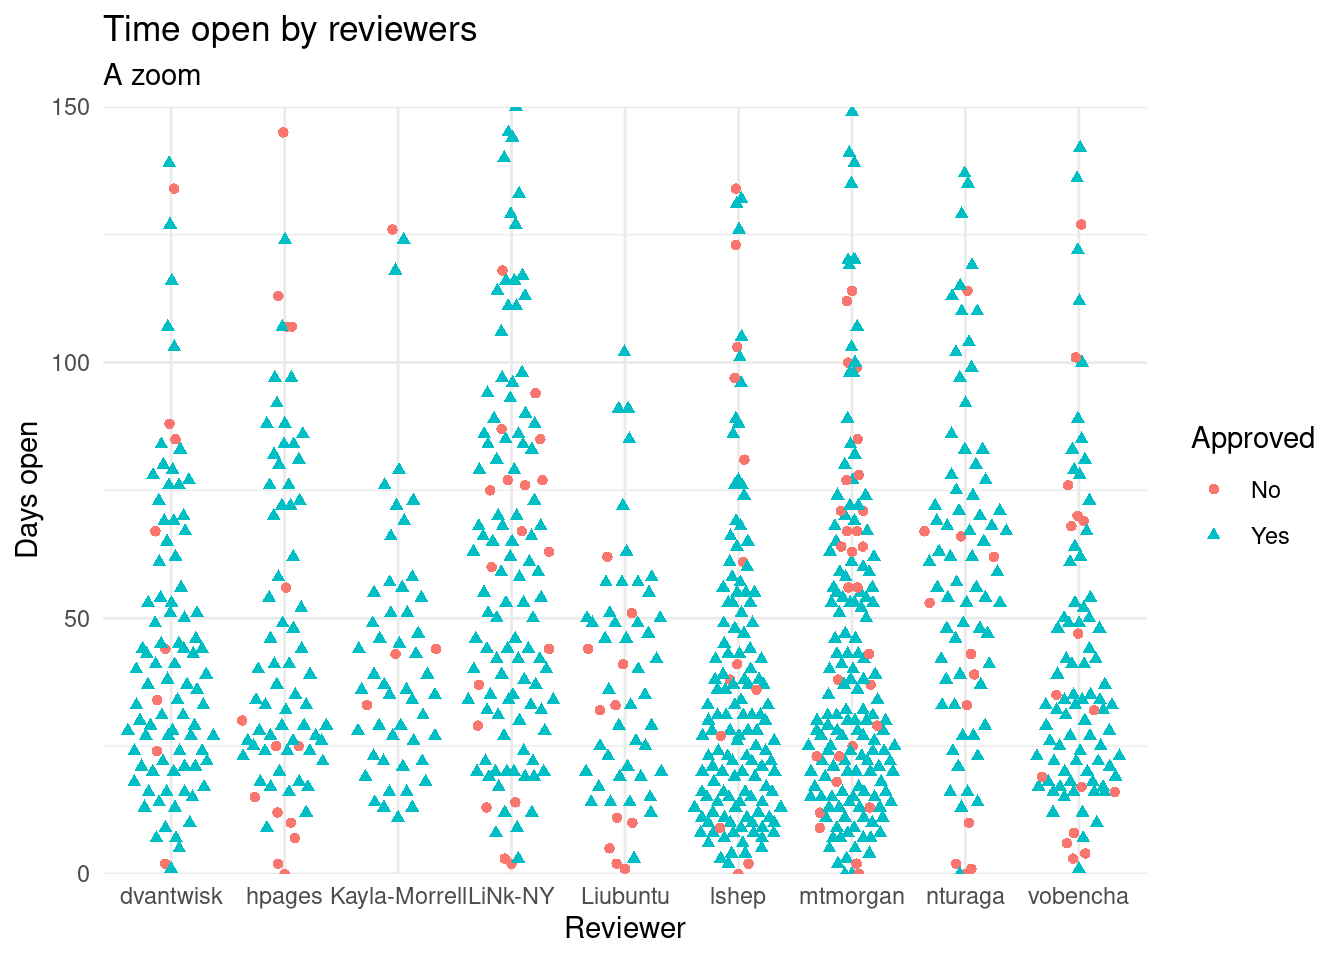 Time open by reviewers
A zoom
150
100
50
0
Days open
dvantwisk hpages Kayla-Morrell LiNk-NY Liubuntu lshep mtmorgan nturaga vobencha
Reviewer
Approved
No
Yes